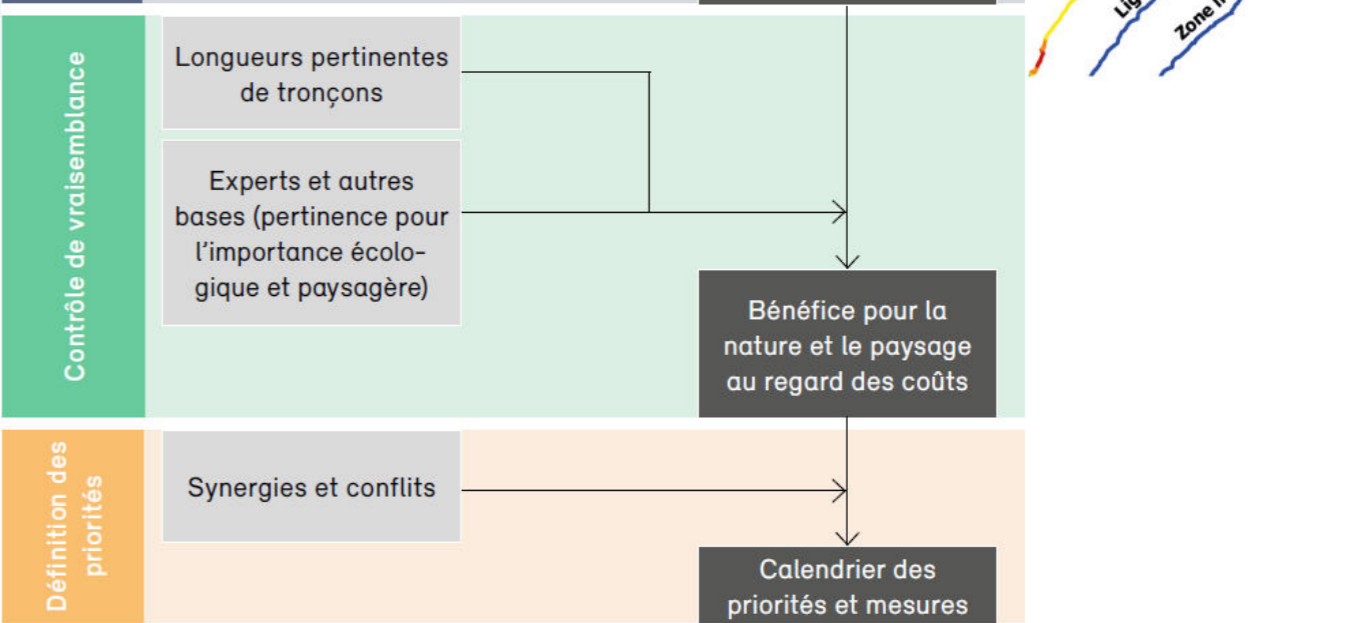 Contrôle de vraisemblance
Longueurs pertinentes
de tronçons
Experts et autres
bases (pertinence pour
l'importance écolo-
gique et paysagère)
Bénéfice pour la
nature et le paysage
au regard des coûts
Définition des
priorités
Synergies et conflits
Calendrier des
priorités et mesures
Zone